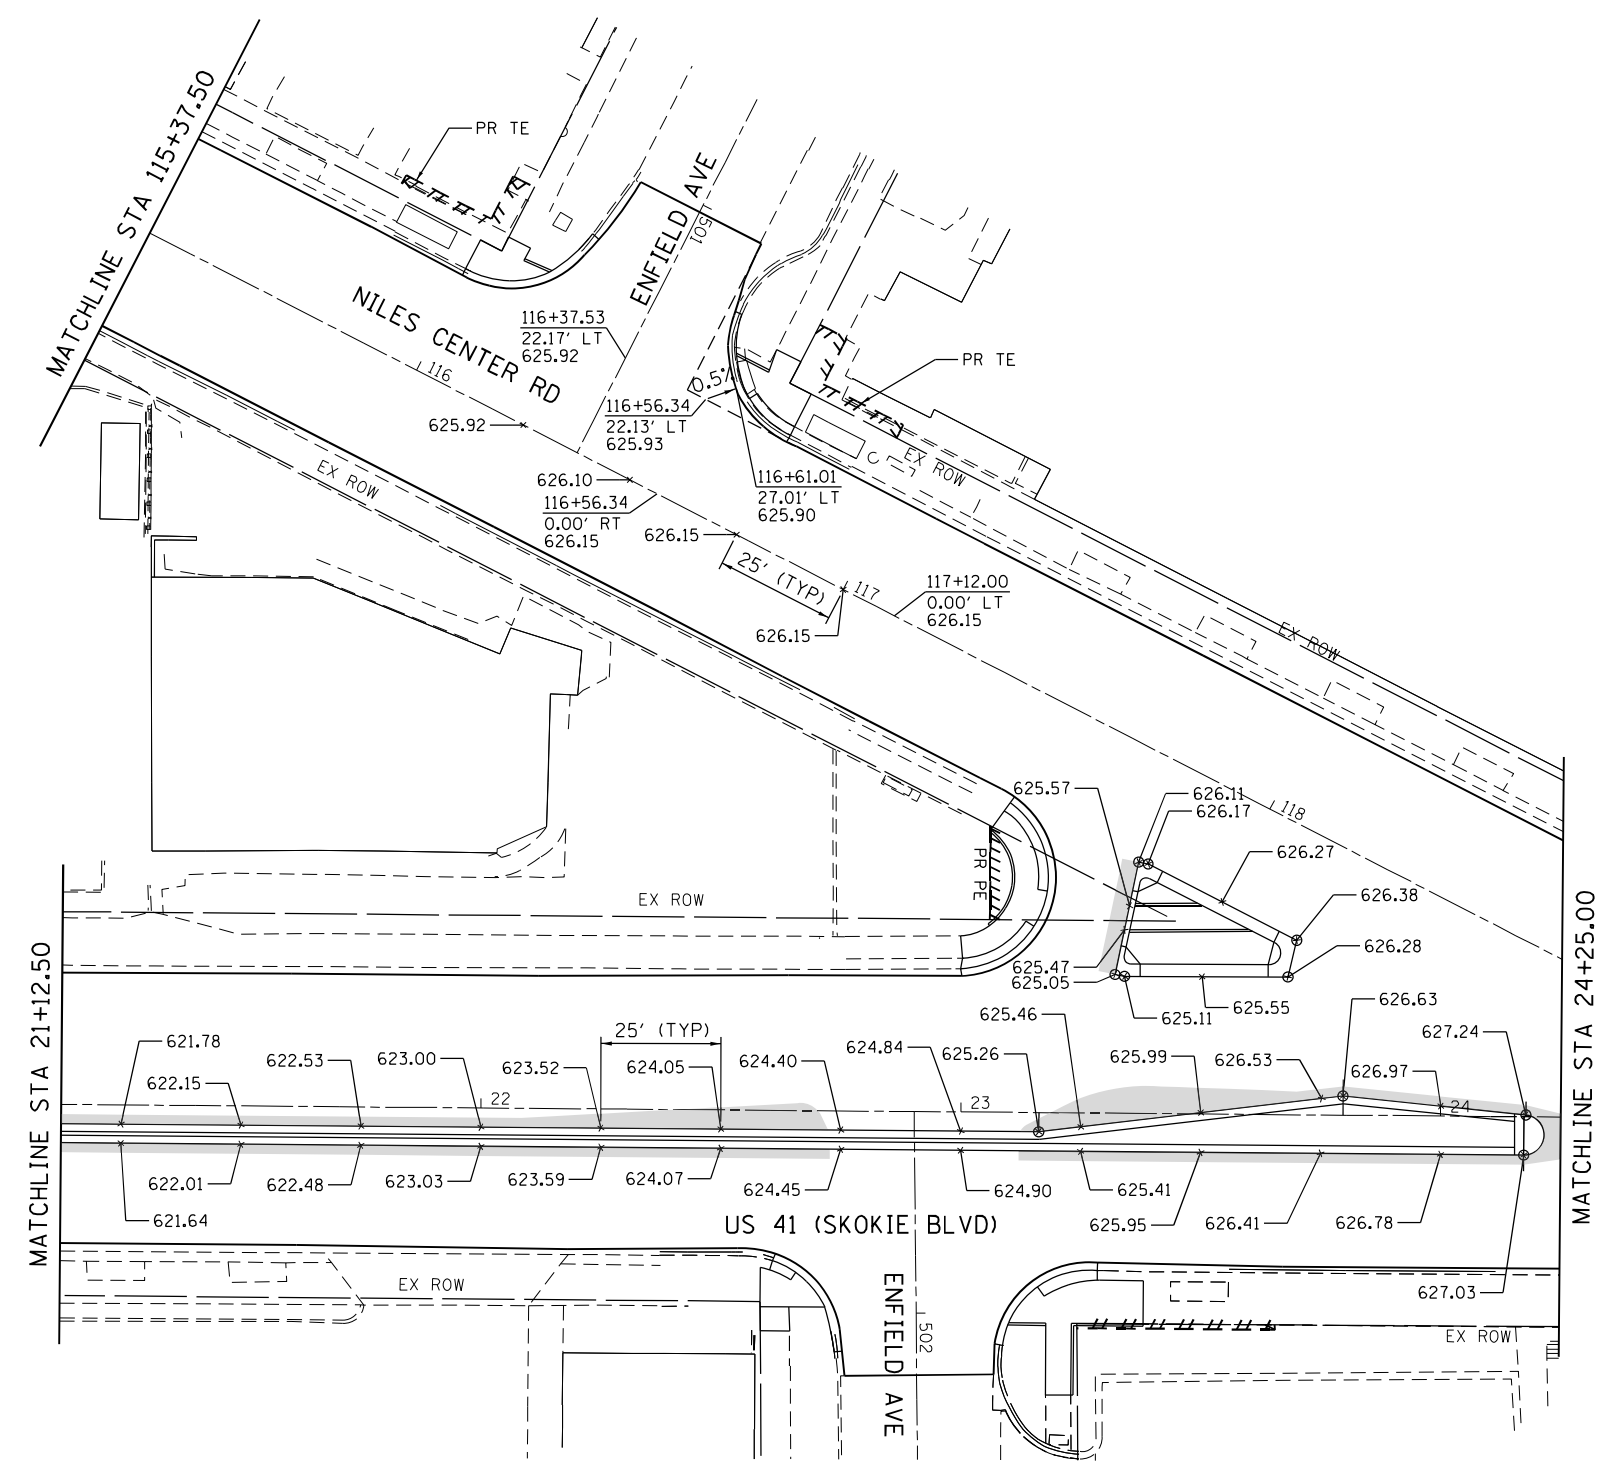 MATCHLINE STA 115+37.50
PR TE
ENFIELD AVE
501
NILES CENTER RD
116+37.53
22.17' LT
625.92
116
0.5%
PR TE
116+56.34
22.13' LT
625.93
625.92
EX ROW
EX ROW
116+61.01
27.01' LT
625.90
626.10
116+56.34
0.00' RT
626.15
626.15
25' (TYP)
117
117+12.00
0.00' LT
626.15
626.15
EX ROW
625.57
626.11
626.17
118
626.27
PR PE
EX ROW
626.38
626.28
625.47
625.05
625.11
625.55
626.63
MATCHLINE STA 21+12.50
MATCHLINE STA 24+25.00
621.78
622.15
622.53
623.00
25' (TYP)
623.52
624.05
624.40
624.84
625.46
625.26
625.99
626.53
626.97
627.24
22
23
24
622.01
621.64
622.48
623.03
623.59
624.07
624.45
624.90
625.41
625.95
626.41
626.78
627.03
US 41 (SKOKIE BLVD)
EX ROW
ENFIELD AVE
502
EX ROW